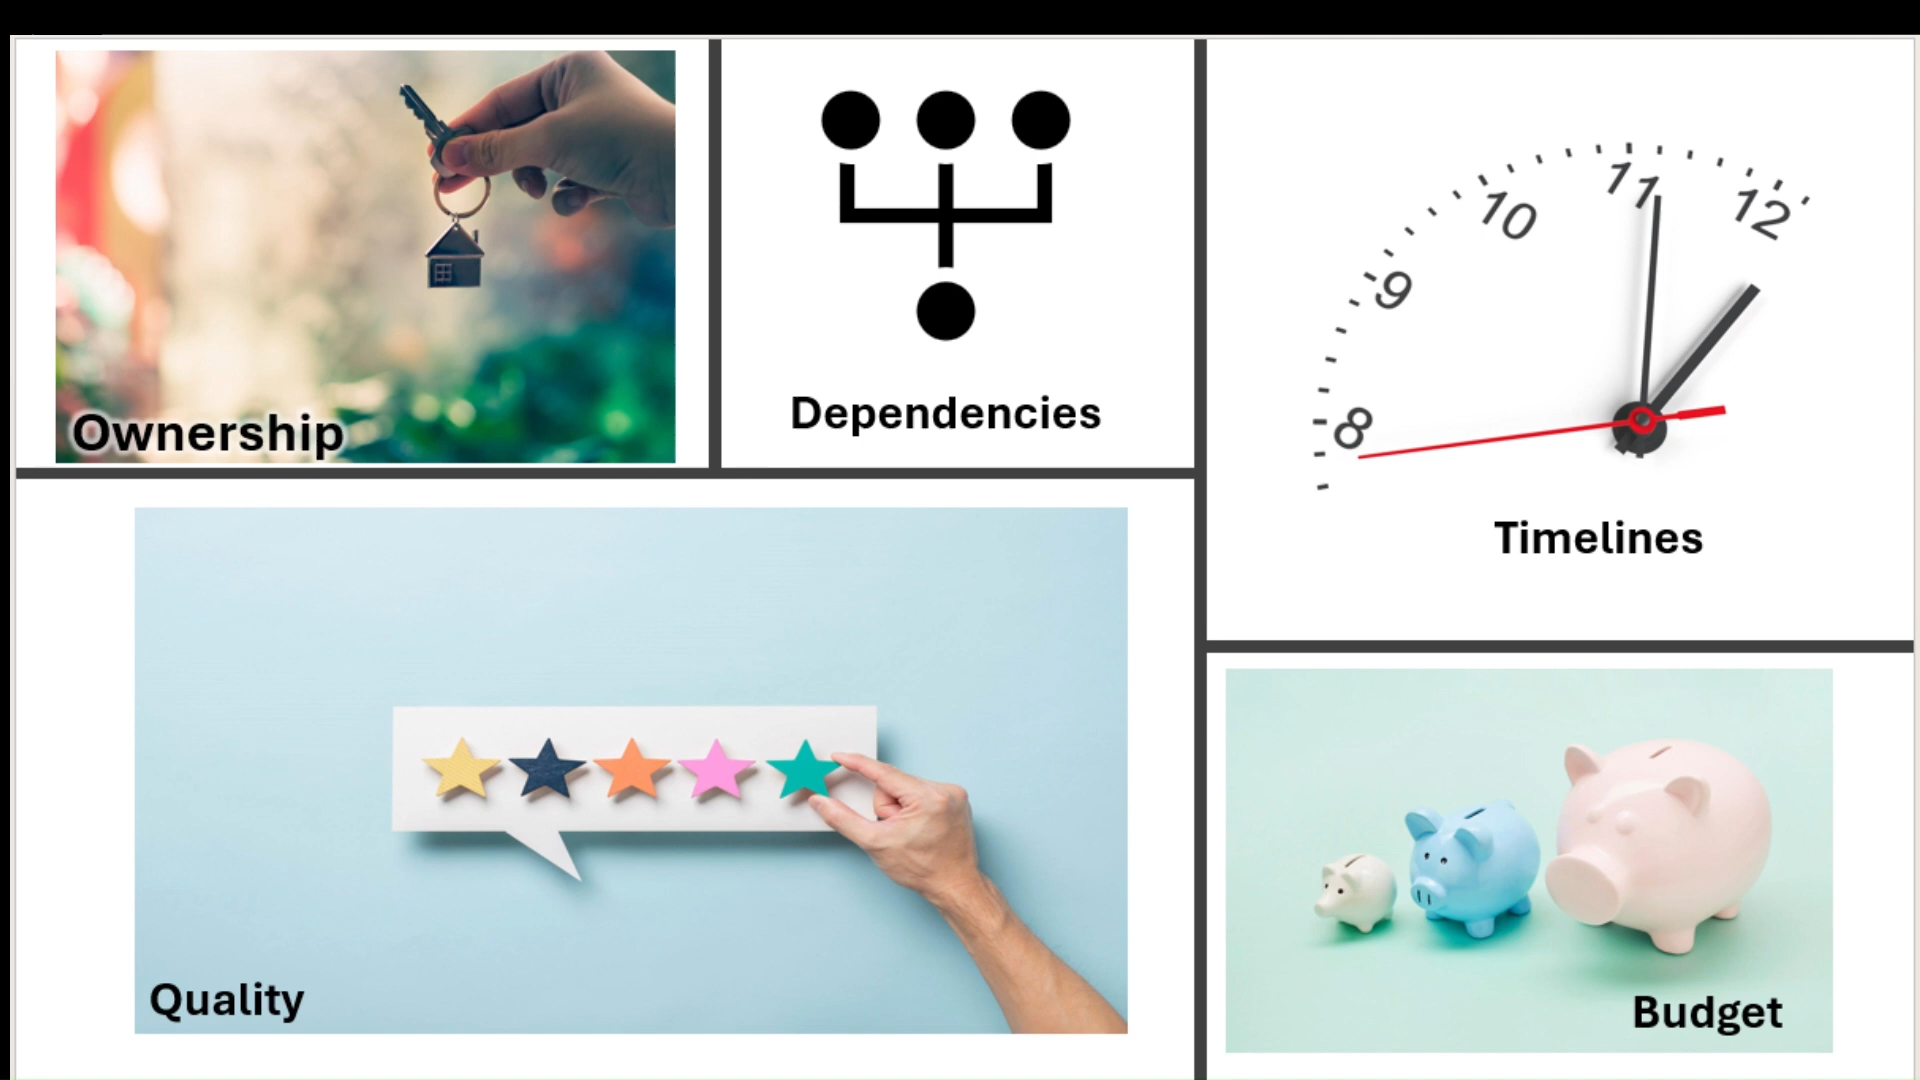 Ownership
Dependencies
8
9
10
11
12
Timelines
Quality
Budget